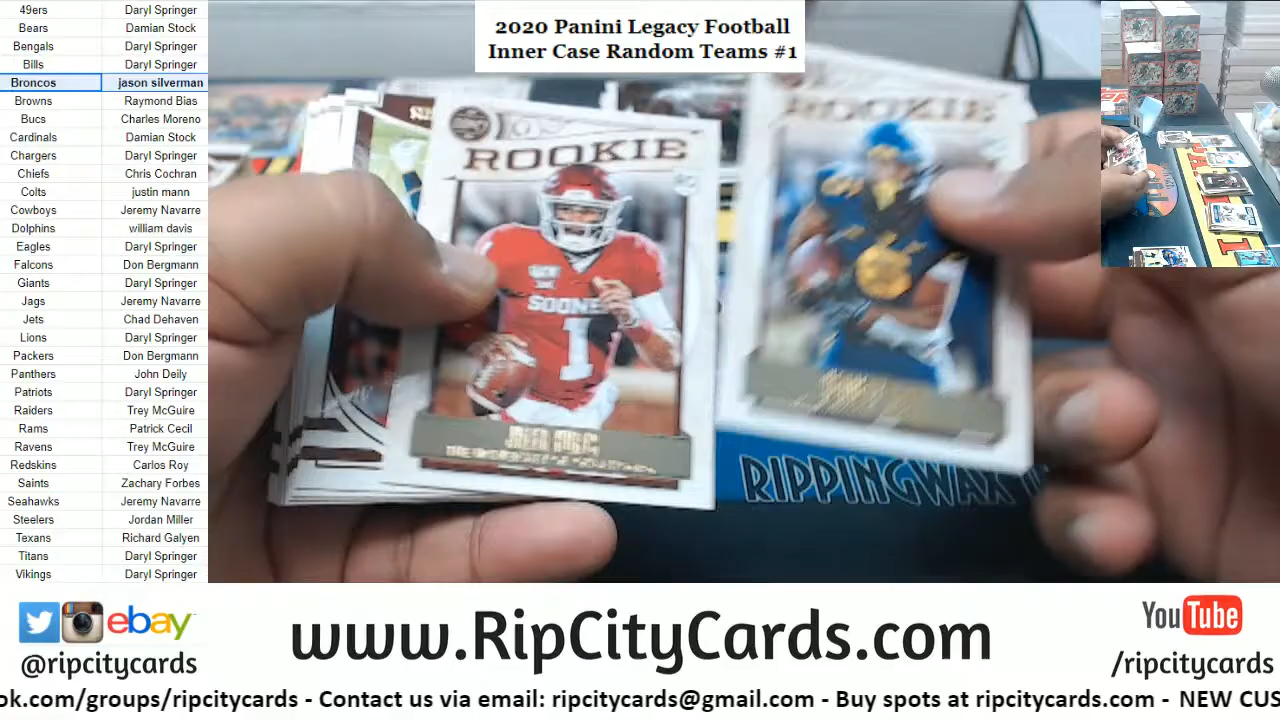 2020 Panini Legacy Football
Inner Case Random Teams #1
49ers Daryl Springer
Bears Damian Stock
Bengals Daryl Springer
Bills Daryl Springer
Broncos jason silverman
Browns Raymond Bias
Bucs Charles Moreno
Cardinals Damian Stock
Chargers Daryl Springer
Chiefs Chris Cochran
Colts justin mann
Cowboys Jeremy Navarre
Dolphins william davis
Eagles Daryl Springer
Falcons Don Bergmann
Giants Daryl Springer
Jags Jeremy Navarre
Jets Chad Dehaven
Lions Daryl Springer
Packers Don Bergmann
Panthers John Deily
Patriots Daryl Springer
Raiders Trey McGuire
Rams Patrick Cecil
Ravens Trey McGuire
Redskins Carlos Roy
Saints Zachary Forbes
Seahawks Jeremy Navarre
Steelers Jordan Miller
Texans Richard Galyen
Titans Daryl Springer
Vikings Daryl Springer
ROOKIE
SOONE
1
ROOKIE
RIPPINGWAX
ebay
@ripcitycards
www.RipCityCards.com
YouTube
/ripcitycards
ok.com/groups/ripcitycards - Contact us via email: ripcitycards@gmail.com - Buy spots at ripcitycards.com - NEW CUS